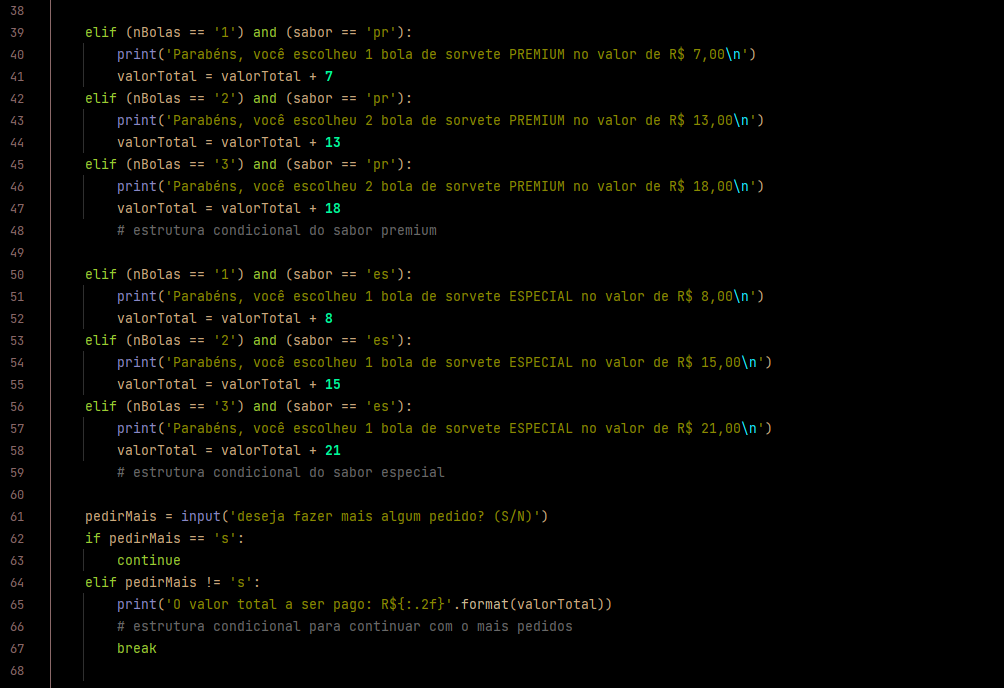 38
39 elif (nBolas == '1') and (sabor == 'pr'):
40 print('Parabéns, você escolheu 1 bola de sorvete PREMIUM no valor de R$ 7,00\n')
41 valorTotal = valorTotal + 7
42 elif (nBolas == '2') and (sabor == 'pr'):
43 print('Parabéns, você escolheu 2 bola de sorvete PREMIUM no valor de R$ 13,00\n')
44 valorTotal = valorTotal + 13
45 elif (nBolas == '3') and (sabor == 'pr'):
46 print('Parabéns, você escolheu 2 bola de sorvete PREMIUM no valor de R$ 18,00\n')
47 valorTotal = valorTotal + 18
48 # estrutura condicional do sabor premium
49
50 elif (nBolas == '1') and (sabor == 'es'):
51 print('Parabéns, você escolheu 1 bola de sorvete ESPECIAL no valor de R$ 8,00\n')
52 valorTotal = valorTotal + 8
53 elif (nBolas == '2') and (sabor == 'es'):
54 print('Parabéns, você escolheu 1 bola de sorvete ESPECIAL no valor de R$ 15,00\n')
55 valorTotal = valorTotal + 15
56 elif (nBolas == '3') and (sabor == 'es'):
57 print('Parabéns, você escolheu 1 bola de sorvete ESPECIAL no valor de R$ 21,00\n')
58 valorTotal = valorTotal + 21
59 # estrutura condicional do sabor especial
60
61 pedirMais = input('deseja fazer mais algum pedido? (S/N)')
62 if pedirMais == 's':
63 continue
64 elif pedirMais != 's':
65 print('O valor total a ser pago: R${:.2f}'.format(valorTotal))
66 # estrutura condicional para continuar com o mais pedidos
67 break
68